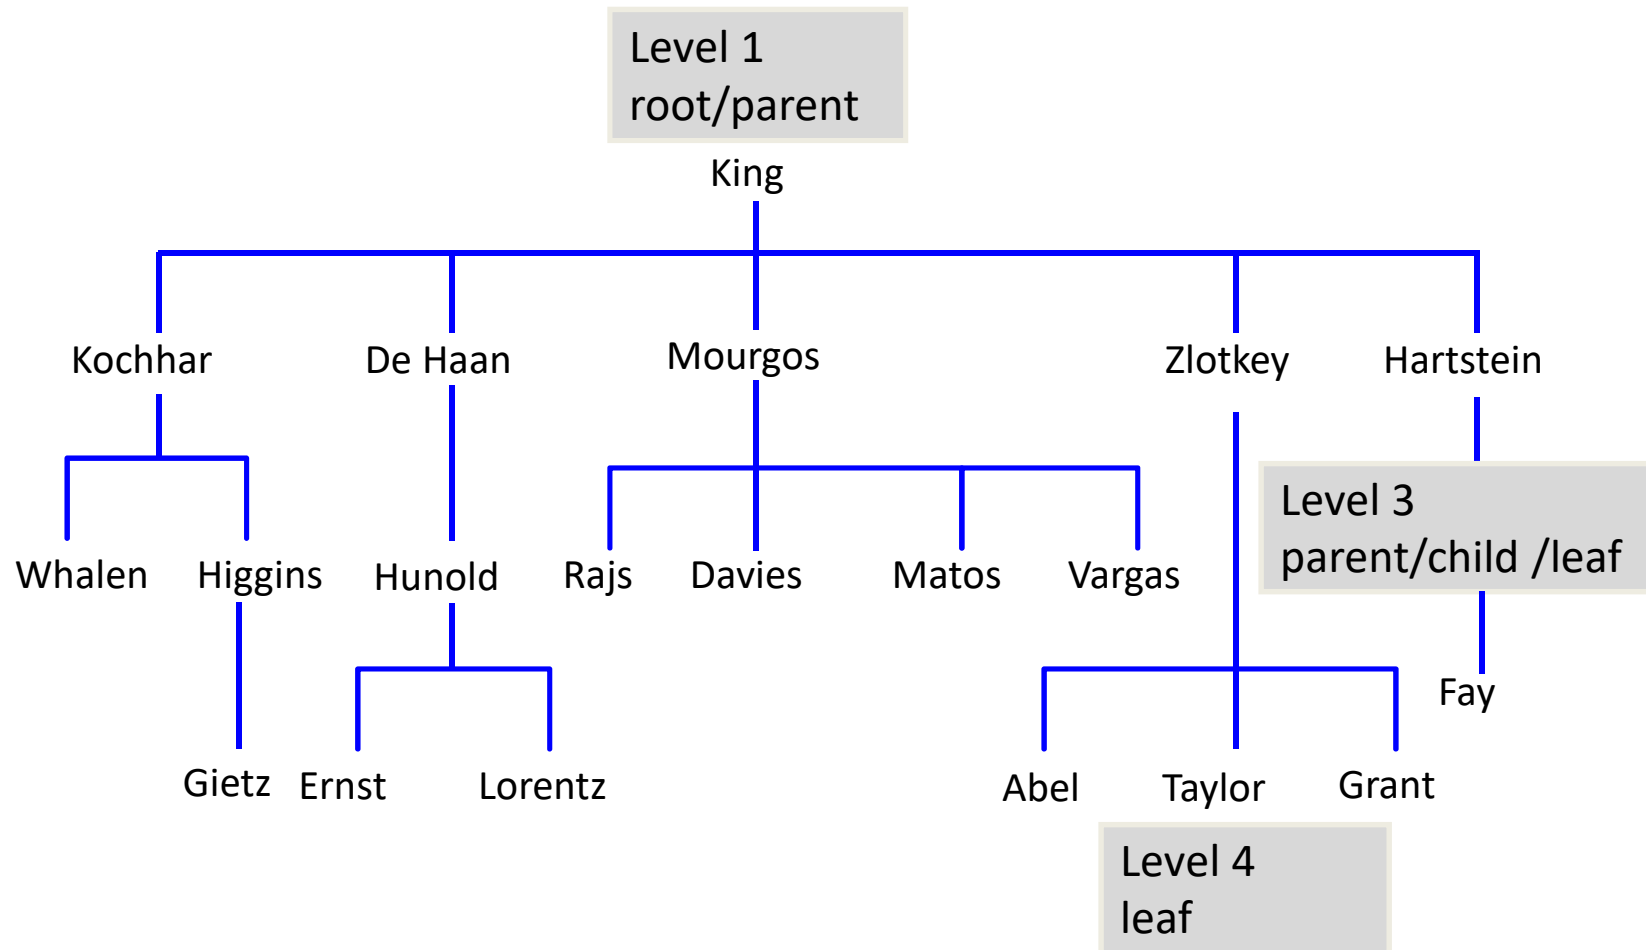 Level 1
root/parent
King
Kochhar
De Haan
Mourgos
Zlotkey
Hartstein
Level 3
parent/child /leaf
Whalen
Higgins
Hunold
Rajs
Davies
Matos
Vargas
Fay
Gietz
Ernst
Lorentz
Abel
Taylor
Grant
Level 4
leaf